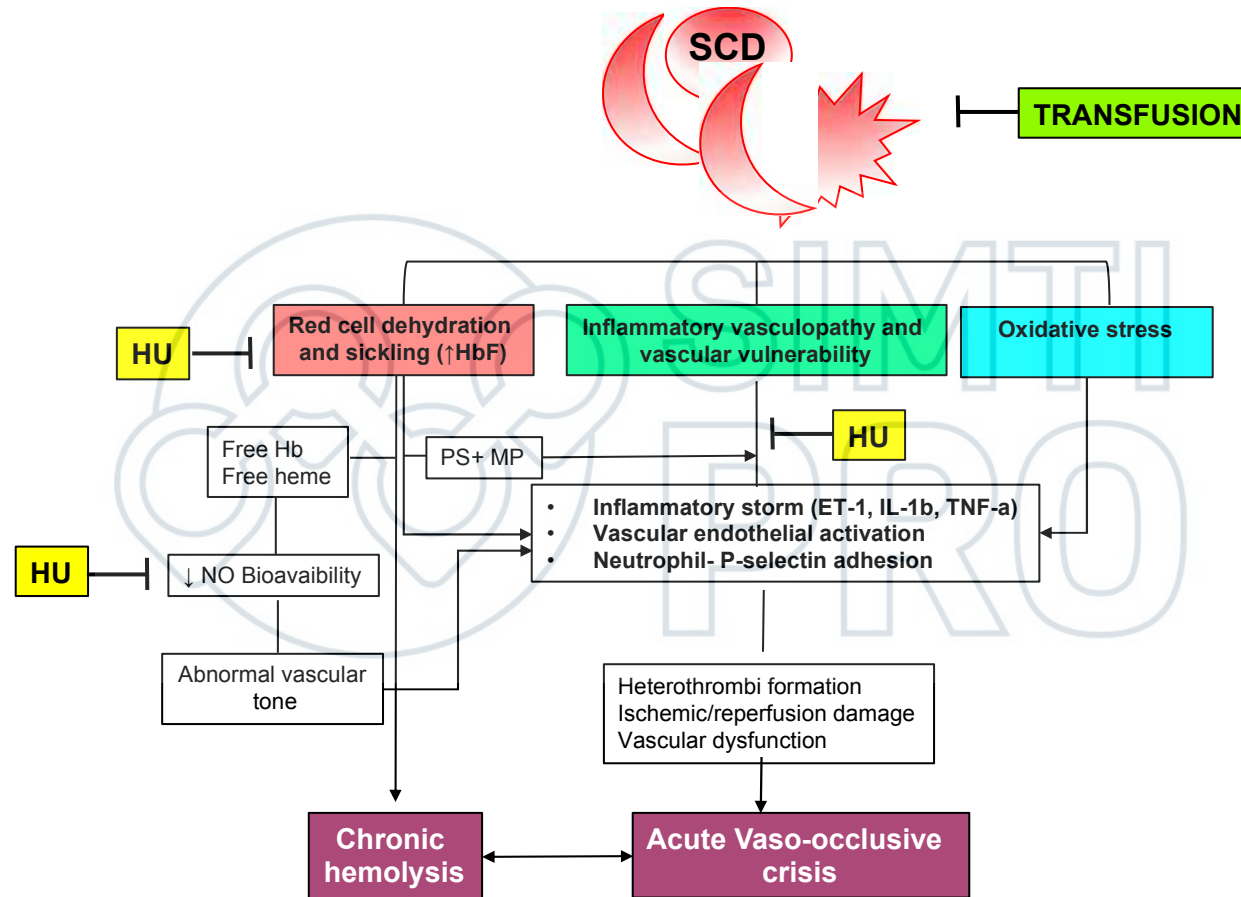 SCD
TRANSFUSION
SIMTI
PRO
Red cell dehydration
and sickling (↑HbF)
Inflammatory vasculopathy and
vascular vulnerability
Oxidative stress
HU
HU
Free Hb
Free heme
PS+ MP
• Inflammatory storm (ET-1, IL-1b, TNF-a)
• Vascular endothelial activation
• Neutrophil- P-selectin adhesion
HU
↓ NO Bioavaibility
Abnormal vascular
tone
Heterothrombi formation
Ischemic/reperfusion damage
Vascular dysfunction
Chronic
hemolysis
Acute Vaso-occlusive
crisis